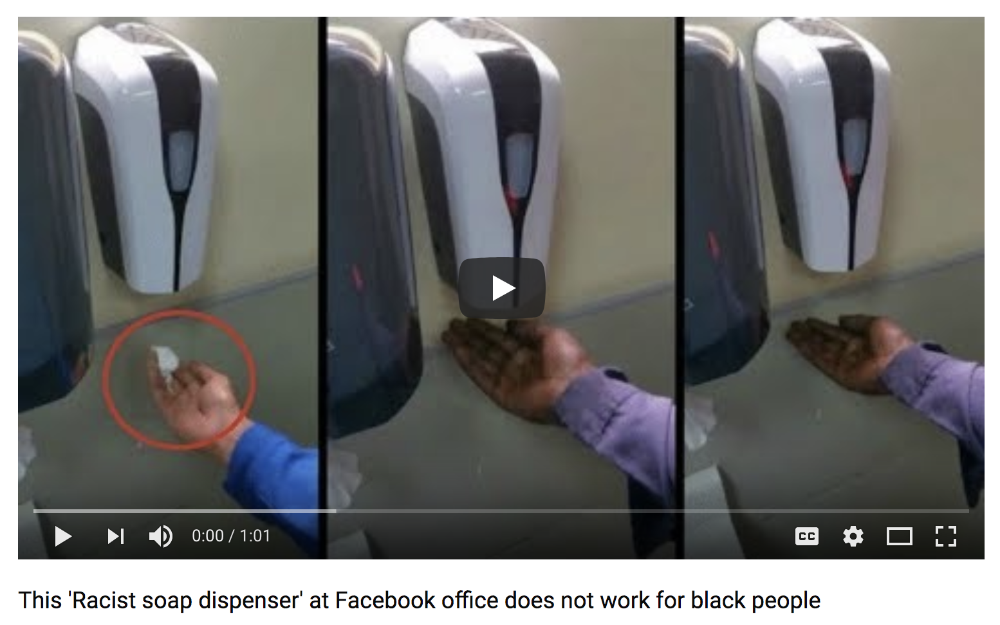 CC
0:00 / 1:01
This 'Racist soap dispenser' at Facebook office does not work for black people